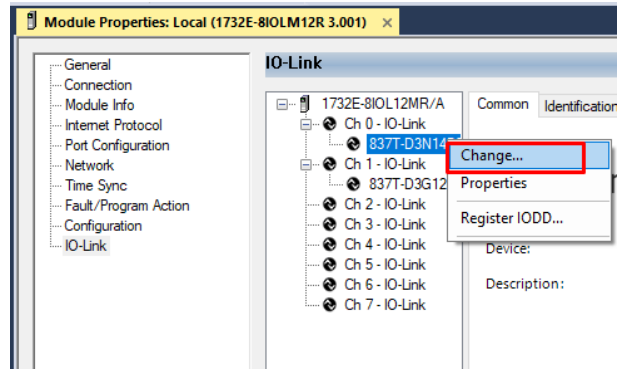 Module Properties: Local (1732E-8IOLM12R 3.001) ×
General
Connection
Module Info
Internet Protocol
Port Configuration
Network
Time Sync
Fault/Program Action
Configuration
IO-Link
IO-Link
1732E-8IOL12MR/A
Ch 0 - IO-Link
837T-D3N14
Ch 1 - IO-Link
837T-D3G12
Ch 2 - IO-Link
Ch 3 - IO-Link
Ch 4 - IO-Link
Ch 5 - IO-Link
Ch 6 - IO-Link
Ch 7 - IO-Link
Common Identification
Change...
Properties
Register IODD...
Device:
Description: